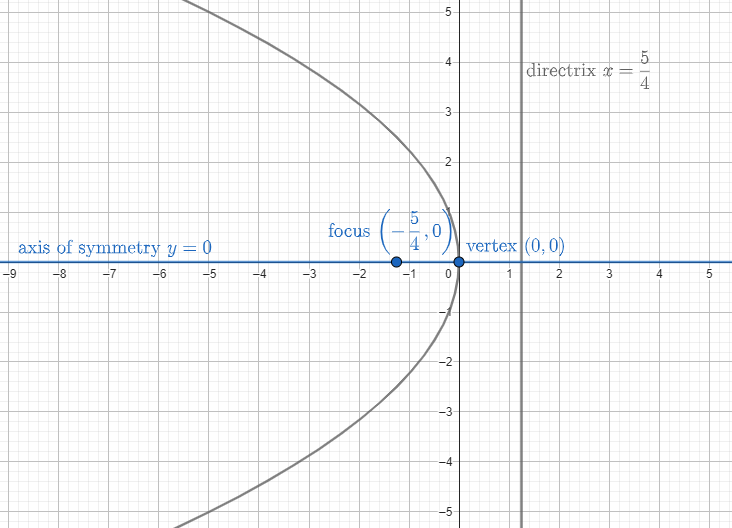 5
directrix x = 5/4
4
3
2
1
focus (-5/4, 0)
axis of symmetry y = 0
vertex (0, 0)
−9 −8 −7 −6 −5 −4 −3 −2 −1 0 1 2 3 4 5
−1
−2
−3
−4
−5